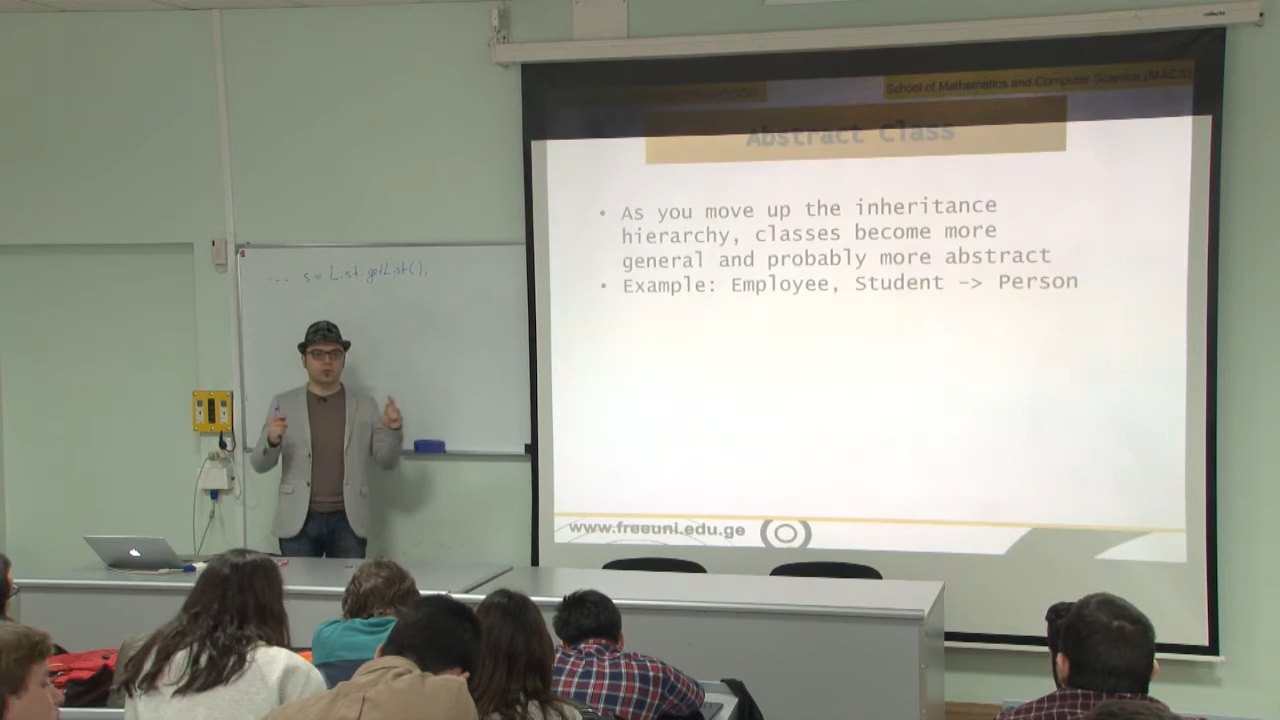 School of Mathematics and Computer Science (MACS)
Abstract Class
• As you move up the inheritance
hierarchy, classes become more
general and probably more abstract
• Example: Employee, Student -> Person
www.freeuni.edu.ge
... s = List.getList();